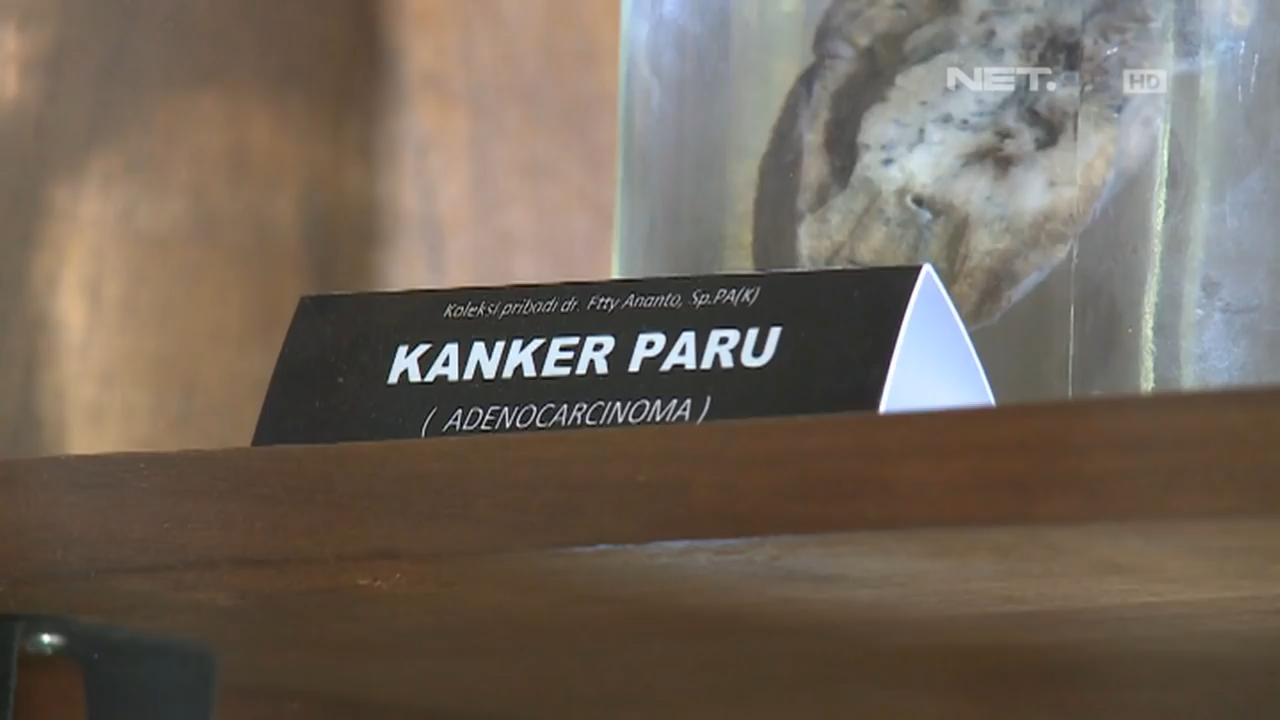 NET. HD
Koleksi pribadi dr. Ftty Ananto, Sp.PA(K)
KANKER PARU
( ADENOCARCINOMA )